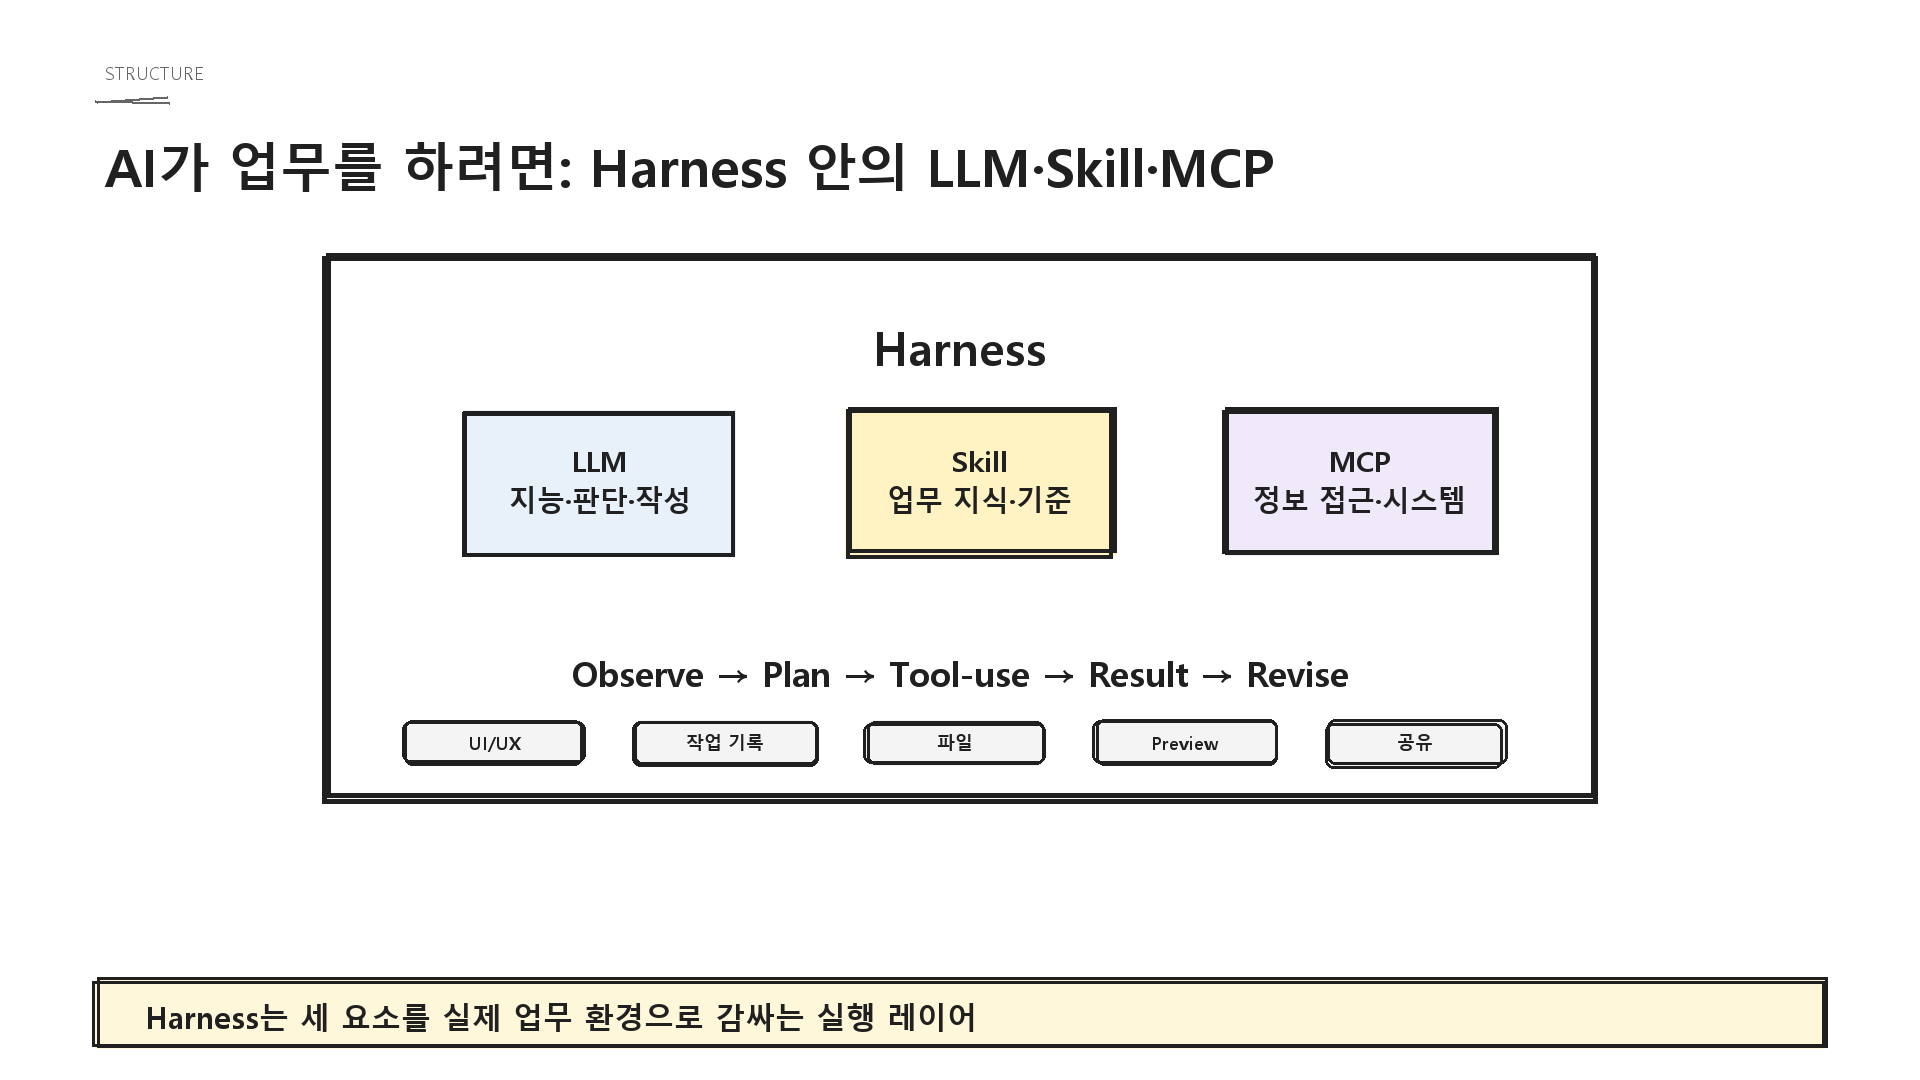 STRUCTURE
AI가 업무를 하려면: Harness 안의 LLM·Skill·MCP
Harness
LLM
지능·판단·작성
Skill
업무 지식·기준
MCP
정보 접근·시스템
Observe → Plan → Tool-use → Result → Revise
UI/UX
작업 기록
파일
Preview
공유
Harness는 세 요소를 실제 업무 환경으로 감싸는 실행 레이어